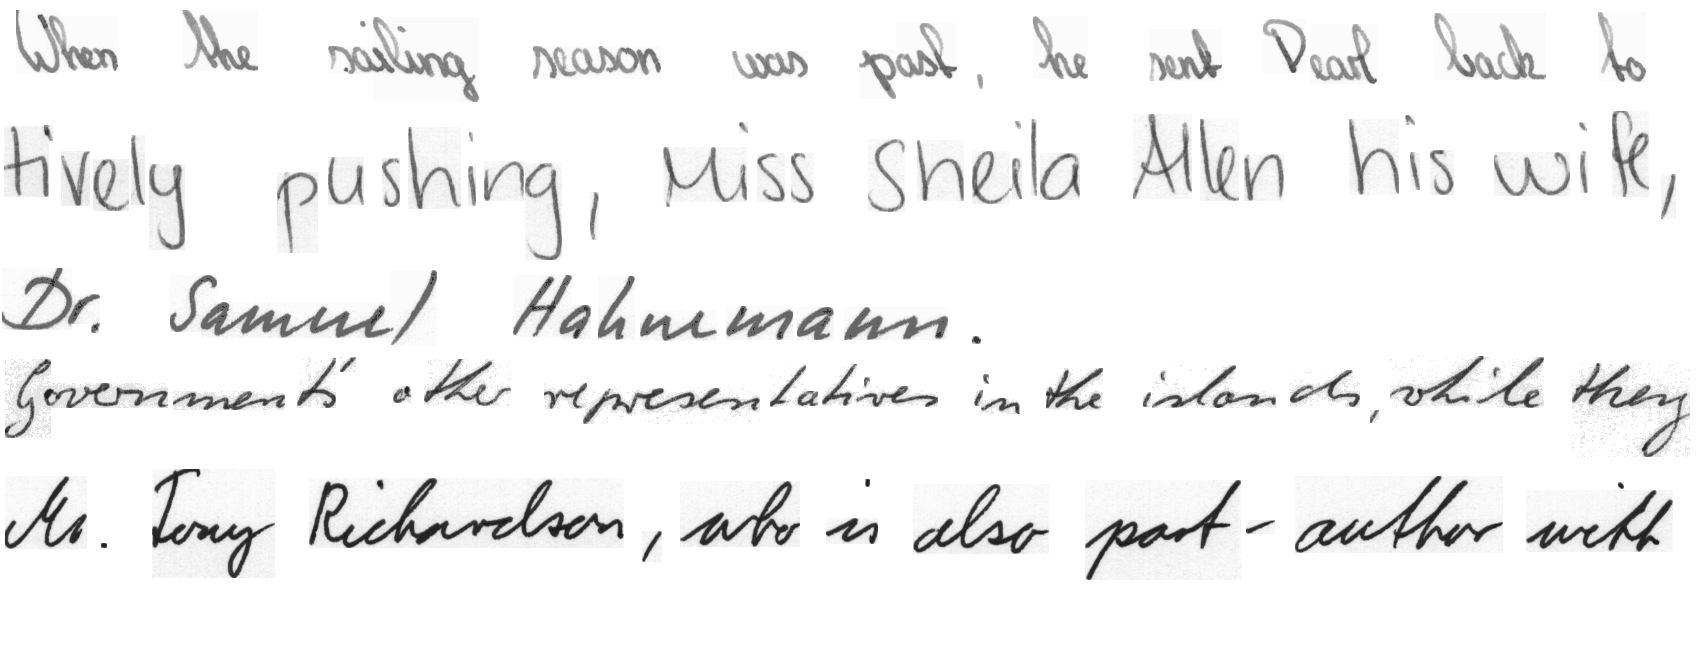 When the sailing season was past, he sent Pearl back to
tively pushing, Miss Sheila Allen his wife,
Dr. Samuel Hahnemann.
Governments' other representatives in the islands, while they
Mr. Tony Richardson, who is also part-author with